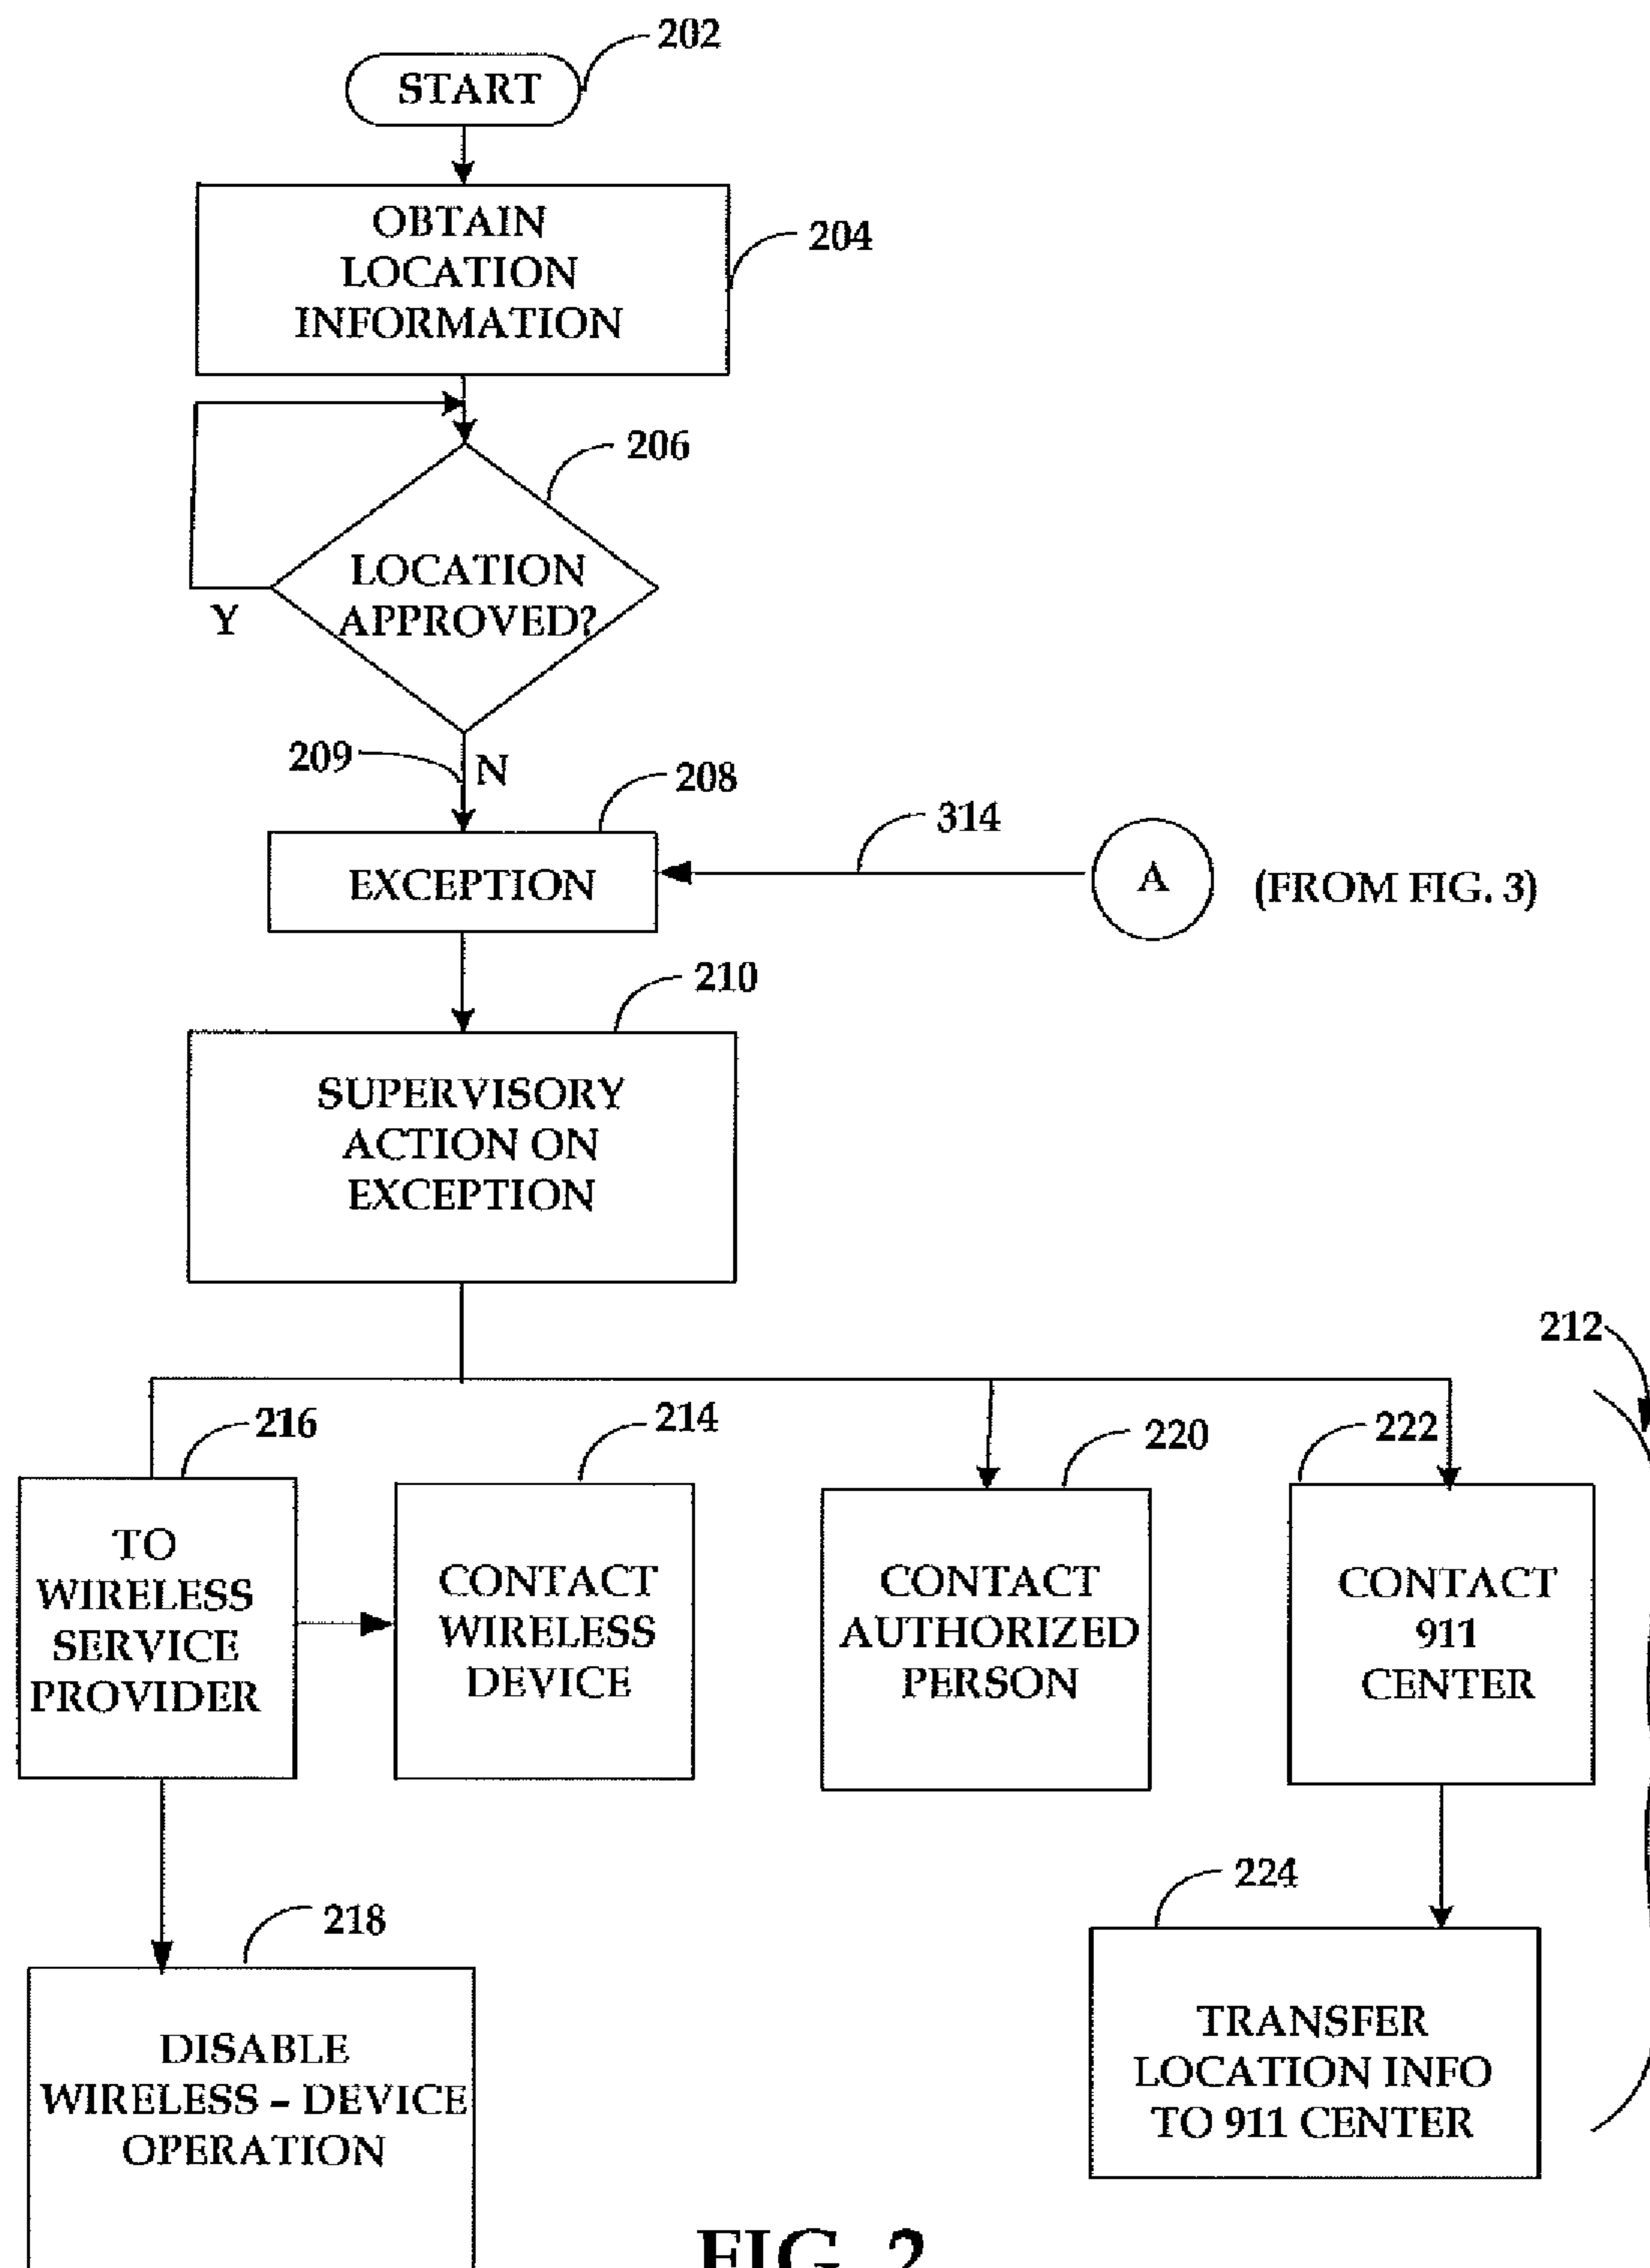 202
START
OBTAIN
LOCATION
INFORMATION
204
206
LOCATION
APPROVED?
Y
209
N
208
314
EXCEPTION
A
(FROM FIG. 3)
210
SUPERVISORY
ACTION ON
EXCEPTION
212
216
214
220
222
TO
WIRELESS
SERVICE
PROVIDER
CONTACT
WIRELESS
DEVICE
CONTACT
AUTHORIZED
PERSON
CONTACT
911
CENTER
218
224
DISABLE
WIRELESS – DEVICE
OPERATION
TRANSFER
LOCATION INFO
TO 911 CENTER
FIG. 2